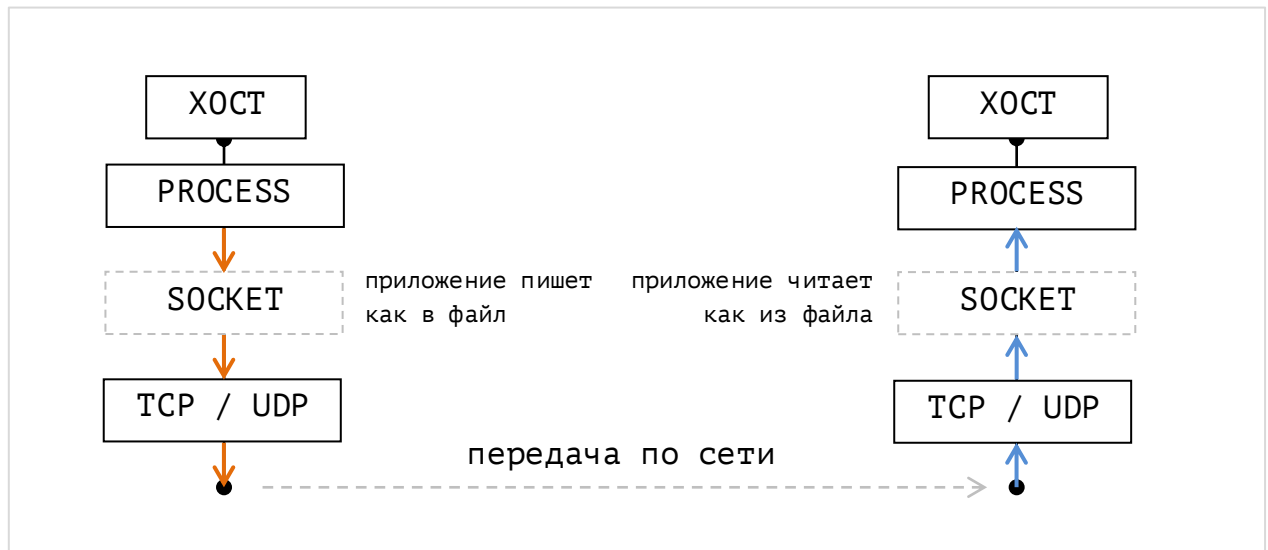 ХОСТ
ХОСТ
PROCESS
PROCESS
SOCKET
приложение пишет
как в файл
приложение читает
как из файла
SOCKET
TCP / UDP
TCP / UDP
передача по сети